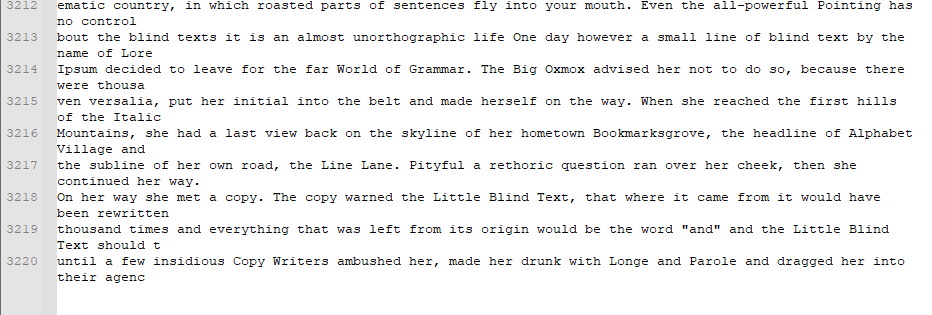 3212 ematic country, in which roasted parts of sentences fly into your mouth. Even the all-powerful Pointing has
no control
3213 bout the blind texts it is an almost unorthographic life One day however a small line of blind text by the
name of Lore
3214 Ipsum decided to leave for the far World of Grammar. The Big Oxmox advised her not to do so, because there
were thousa
3215 ven versalia, put her initial into the belt and made herself on the way. When she reached the first hills
of the Italic
3216 Mountains, she had a last view back on the skyline of her hometown Bookmarksgrove, the headline of Alphabet
Village and
3217 the subline of her own road, the Line Lane. Pityful a rethoric question ran over her cheek, then she
continued her way.
3218 On her way she met a copy. The copy warned the Little Blind Text, that where it came from it would have
been rewritten
3219 thousand times and everything that was left from its origin would be the word "and" and the Little Blind
Text should t
3220 until a few insidious Copy Writers ambushed her, made her drunk with Longe and Parole and dragged her into
their agenc